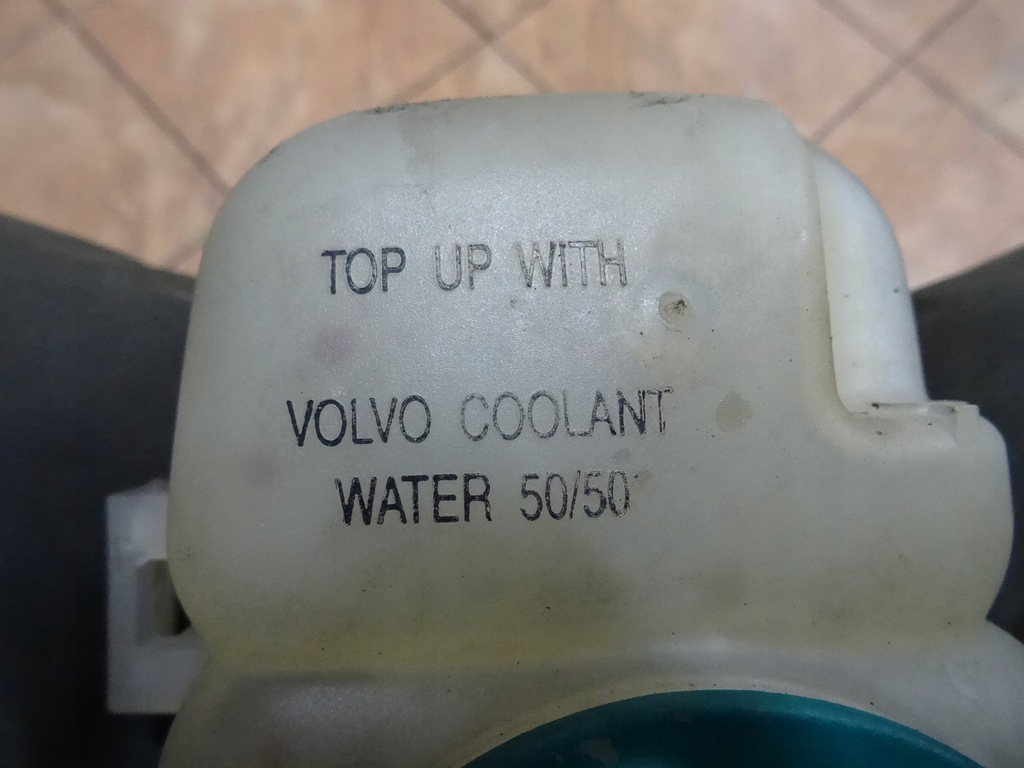 TOP UP WITH
VOLVO COOLANT
WATER 50/50